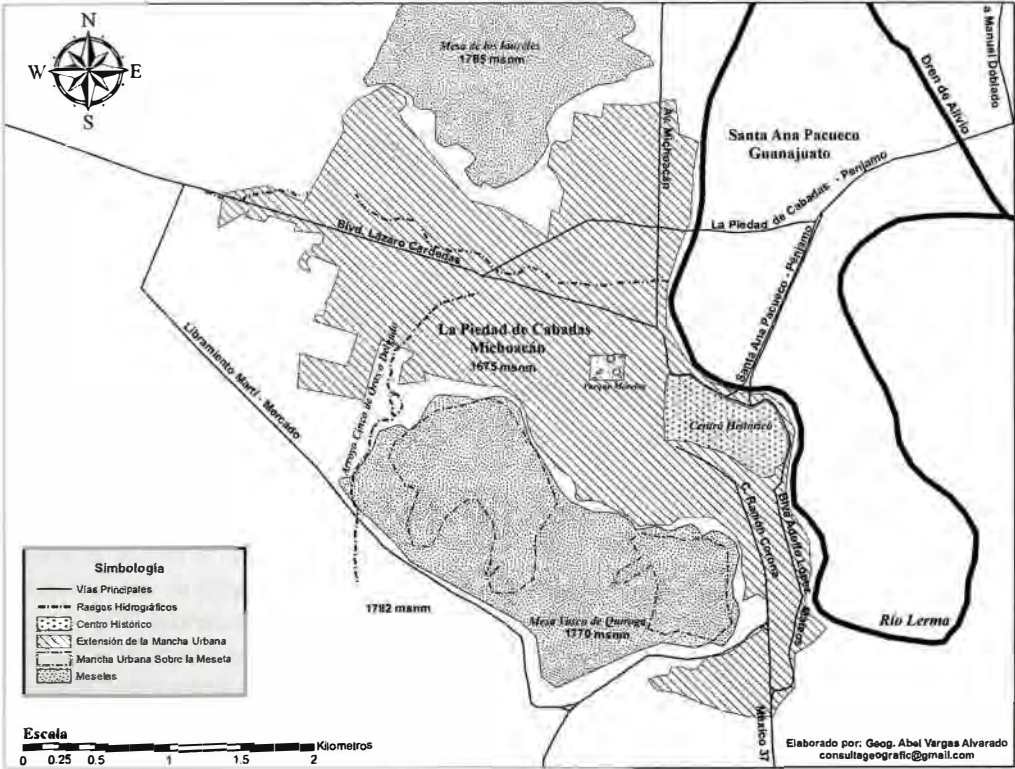 N
W E
S
Mesa de los laureles
1785 msnm
Av. Michoacán
Santa Ana Pacueco
Guanajuato
Dren de Alivio
a Manuel Doblado
La Piedad de Cabadas - Penjamo
Santa Ana Pacueco - Penjamo
Blvd. Lázaro Cardenas
La Piedad de Cabadas
Michoacán
1675 msnm
Parque Morelos
Libramiento Martí - Mercado
Arroyo Cinco de Oros o Delgado
Centro Histórico
C. Ramón Corona
Blvd Adolfo López Mateos
Río Lerma
Mesa Vasco de Quiroga
1770 msnm
1782 msnm
México 37
Simbología
Vías Principales
Rasgos Hidrográficos
Centro Histórico
Extensión de la Mancha Urbana
Mancha Urbana Sobre la Meseta
Mesetas
Escala
Kilometros
0 0.25 0.5 1 1.5 2
Elaborado por: Geog. Abel Vargas Alvarado
consultageografic@gmail.com